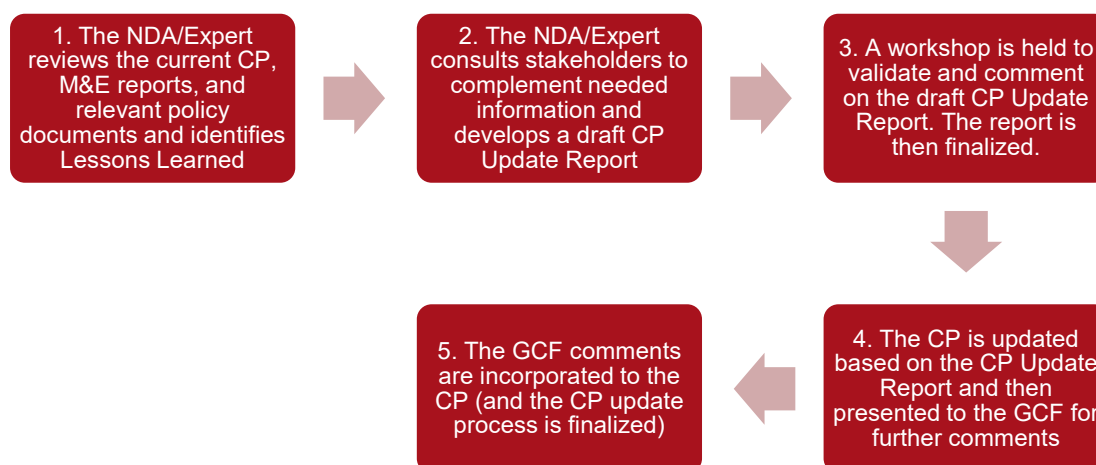 1. The NDA/Expert
reviews the current CP,
M&E reports, and
relevant policy
documents and identifies
Lessons Learned
2. The NDA/Expert
consults stakeholders to
complement needed
information and
develops a draft CP
Update Report
3. A workshop is held to
validate and comment
on the draft CP Update
Report. The report is
then finalized.
4. The CP is updated
based on the CP Update
Report and then
presented to the GCF for
further comments
5. The GCF comments
are incorporated to the
CP (and the CP update
process is finalized)